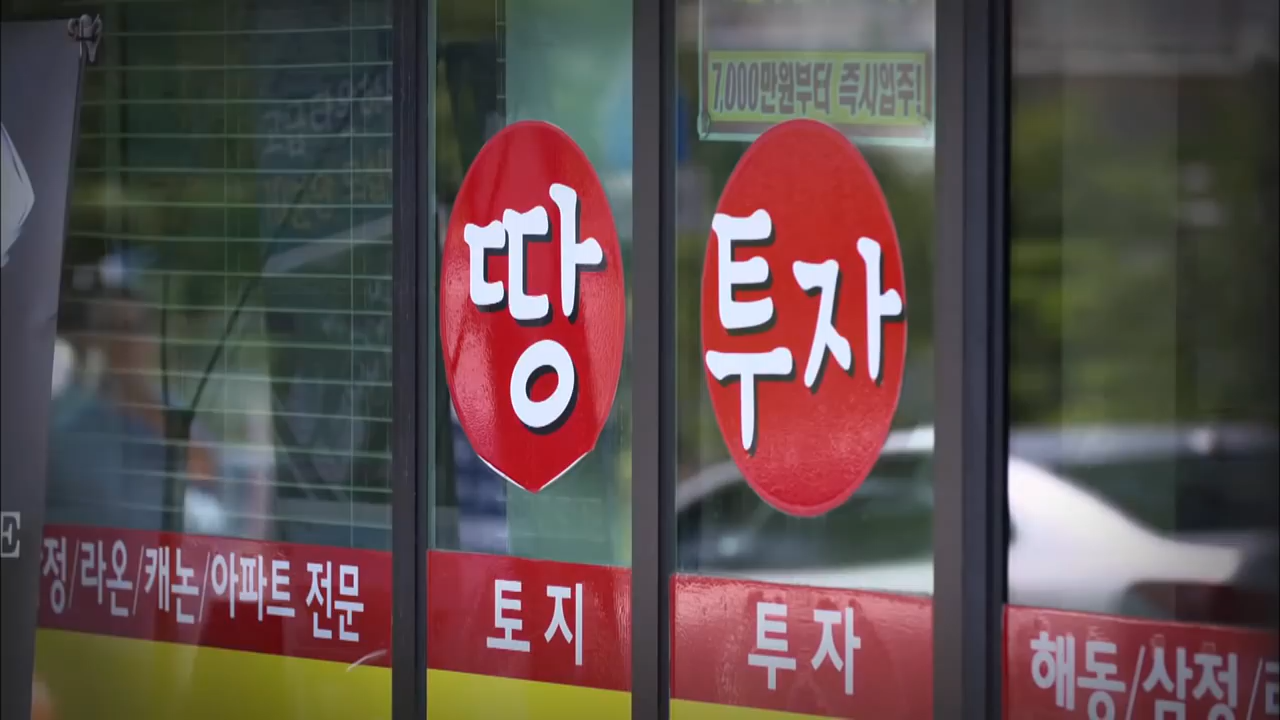 7,000만원부터 즉시입주!
땅
투자
정/라온/캐논/아파트 전문
토지
투자
해동/삼정/
E